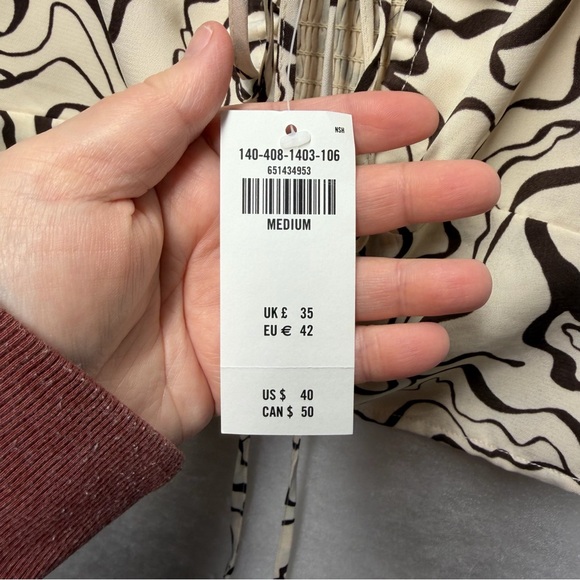 NSH
140-408-1403-106
651434953
MEDIUM
UK £ 35
EU € 42
US $ 40
CAN $ 50